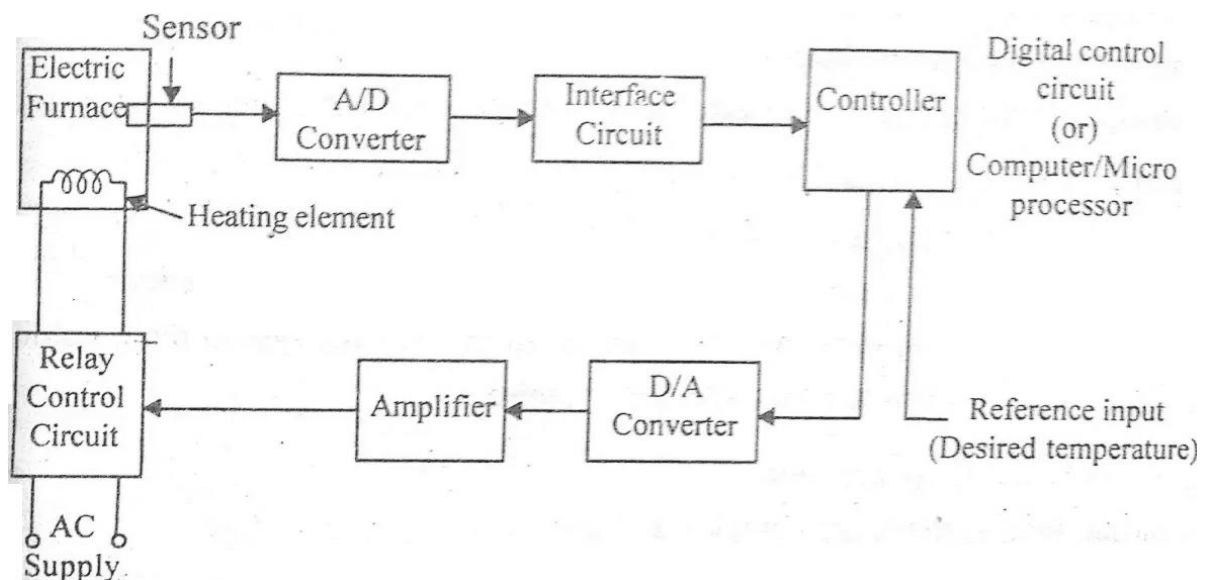 Sensor
Electric
Furnace
A/D
Converter
Interface
Circuit
Controller
Digital control
circuit
(or)
Computer/Micro
processor
Heating element
Relay
Control
Circuit
Amplifier
D/A
Converter
Reference input
(Desired temperature)
AC
Supply